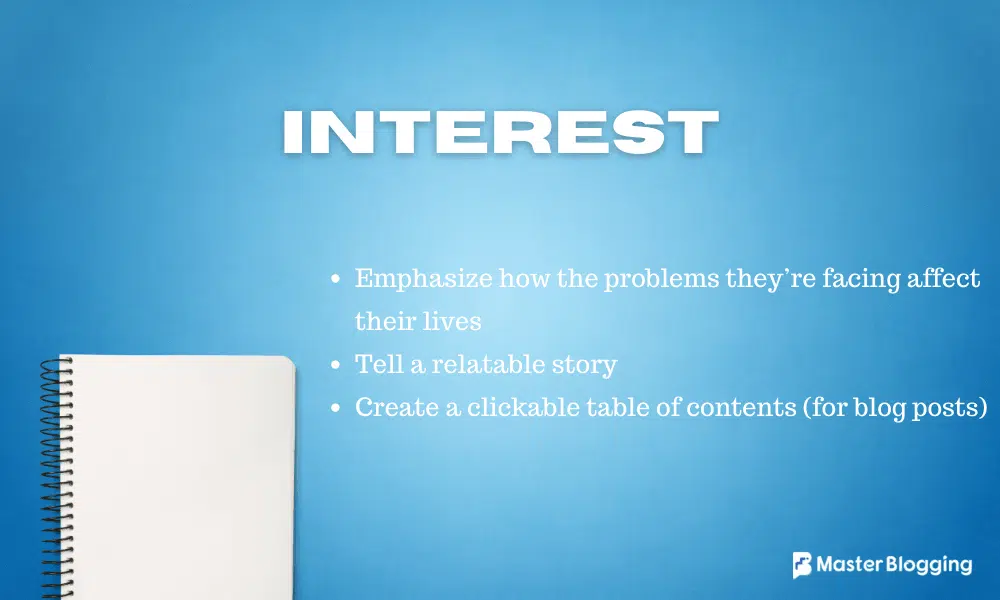 INTEREST
• Emphasize how the problems they’re facing affect
their lives
• Tell a relatable story
• Create a clickable table of contents (for blog posts)
Master Blogging